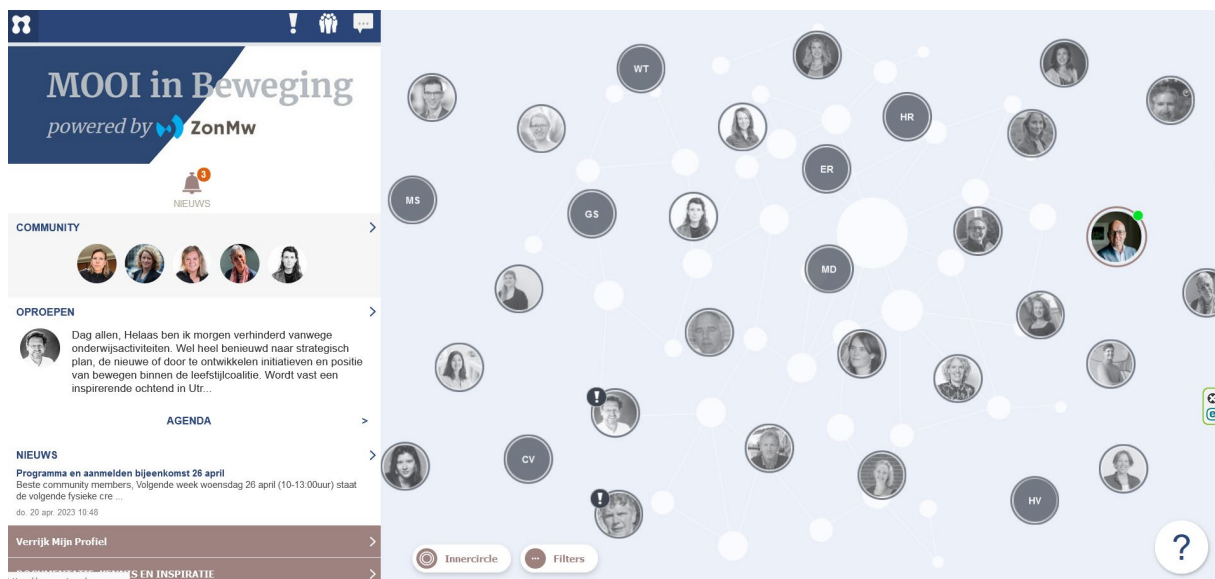 MOOI in Beweging
powered by ZonMw
3
NIEUWS
COMMUNITY
OPROEPEN
Dag allen, Helaas ben ik morgen verhinderd vanwege
onderwijsactiviteiten. Wel heel benieuwd naar strategisch
plan, de nieuwe of door te ontwikkelen initiatieven en positie
van bewegen binnen de leefstijlcoalitie. Wordt vast een
inspirerende ochtend in Utr...
AGENDA >
NIEUWS
Programma en aanmelden bijeenkomst 26 april
Beste community members, Volgende week woensdag 26 april (10-13:00uur) staat
de volgende fysieke cre ...
do. 20 apr. 2023 10:48
Verrijk Mijn Profiel
EN INSPIRATIE
WT
HR
ER
MS
GS
MD
CV
HV
Innercircle
Filters
?